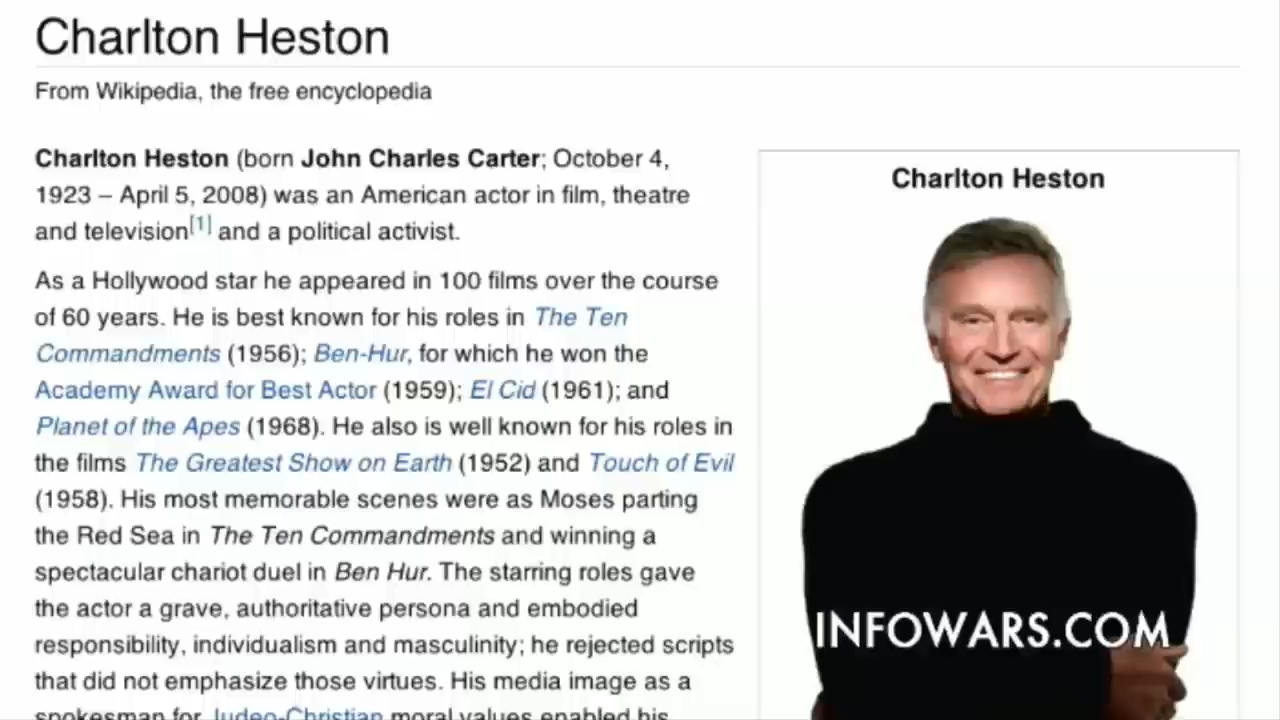 Charlton Heston
From Wikipedia, the free encyclopedia
Charlton Heston (born John Charles Carter; October 4,
1923 – April 5, 2008) was an American actor in film, theatre
and television[1] and a political activist.
As a Hollywood star he appeared in 100 films over the course
of 60 years. He is best known for his roles in The Ten
Commandments (1956); Ben-Hur, for which he won the
Academy Award for Best Actor (1959); El Cid (1961); and
Planet of the Apes (1968). He also is well known for his roles in
the films The Greatest Show on Earth (1952) and Touch of Evil
(1958). His most memorable scenes were as Moses parting
the Red Sea in The Ten Commandments and winning a
spectacular chariot duel in Ben Hur. The starring roles gave
the actor a grave, authoritative persona and embodied
responsibility, individualism and masculinity; he rejected scripts
that did not emphasize those virtues. His media image as a
spokesman for Judeo-Christian moral values enabled his
Charlton Heston
INFOWARS.COM